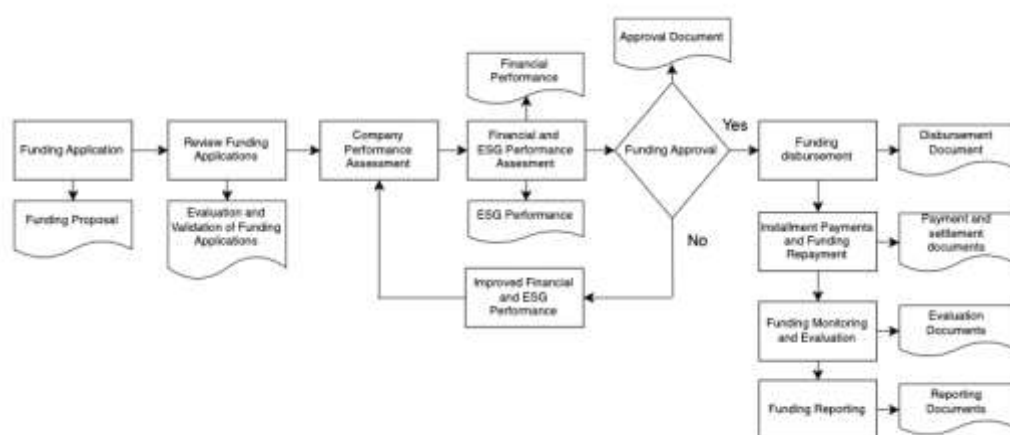 Approval Document
Financial
Performance
Funding Application
Review Funding
Applications
Company
Performance
Assessment
Financial and
ESG Performance
Assesment
Funding Approval
Yes
Funding
disbursement
Disbursement
Document
Funding Proposal
Evaluation and
Validation of Funding
Applications
ESG Performance
No
Installment Payments
and Funding
Repayment
Payment and
settlement
documents
Improved Financial
and ESG
Performance
Funding Monitoring
and Evaluation
Evaluation
Documents
Funding Reporting
Reporting
Documents